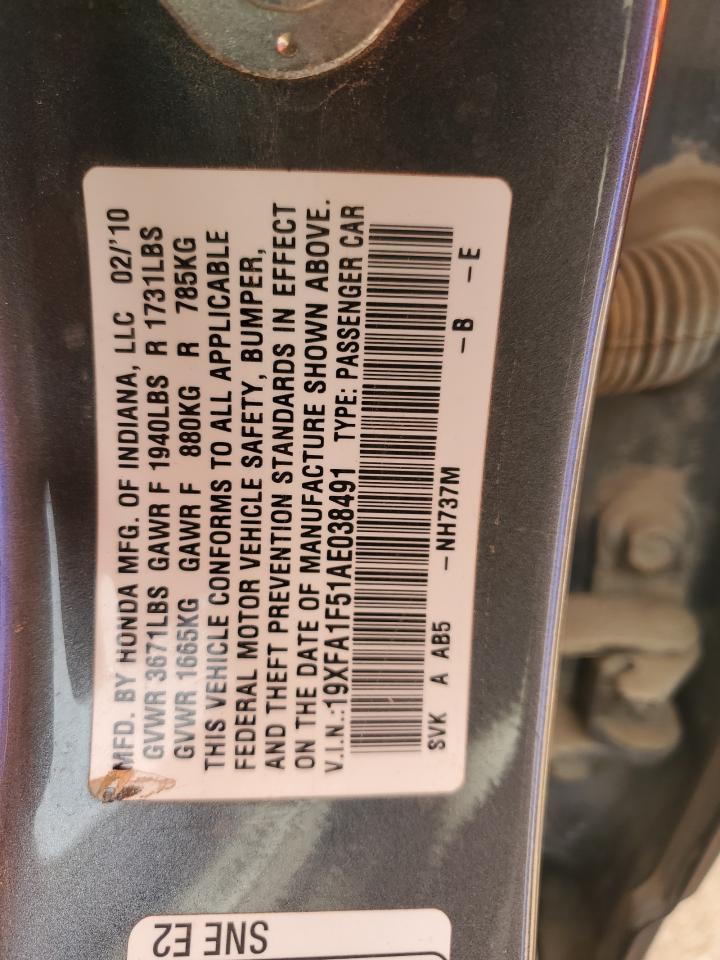 MFD. BY HONDA MFG. OF INDIANA, LLC 02/'10
GVWR 3671LBS GAWR F 1940LBS R 1731LBS
GVWR 1665KG GAWR F 880KG R 785KG
THIS VEHICLE CONFORMS TO ALL APPLICABLE
FEDERAL MOTOR VEHICLE SAFETY, BUMPER,
AND THEFT PREVENTION STANDARDS IN EFFECT
ON THE DATE OF MANUFACTURE SHOWN ABOVE.
V.I.N.:19XFA1F51AE038491 TYPE: PASSENGER CAR
SVK A AB5 -NH737M -B -E
SNE E2